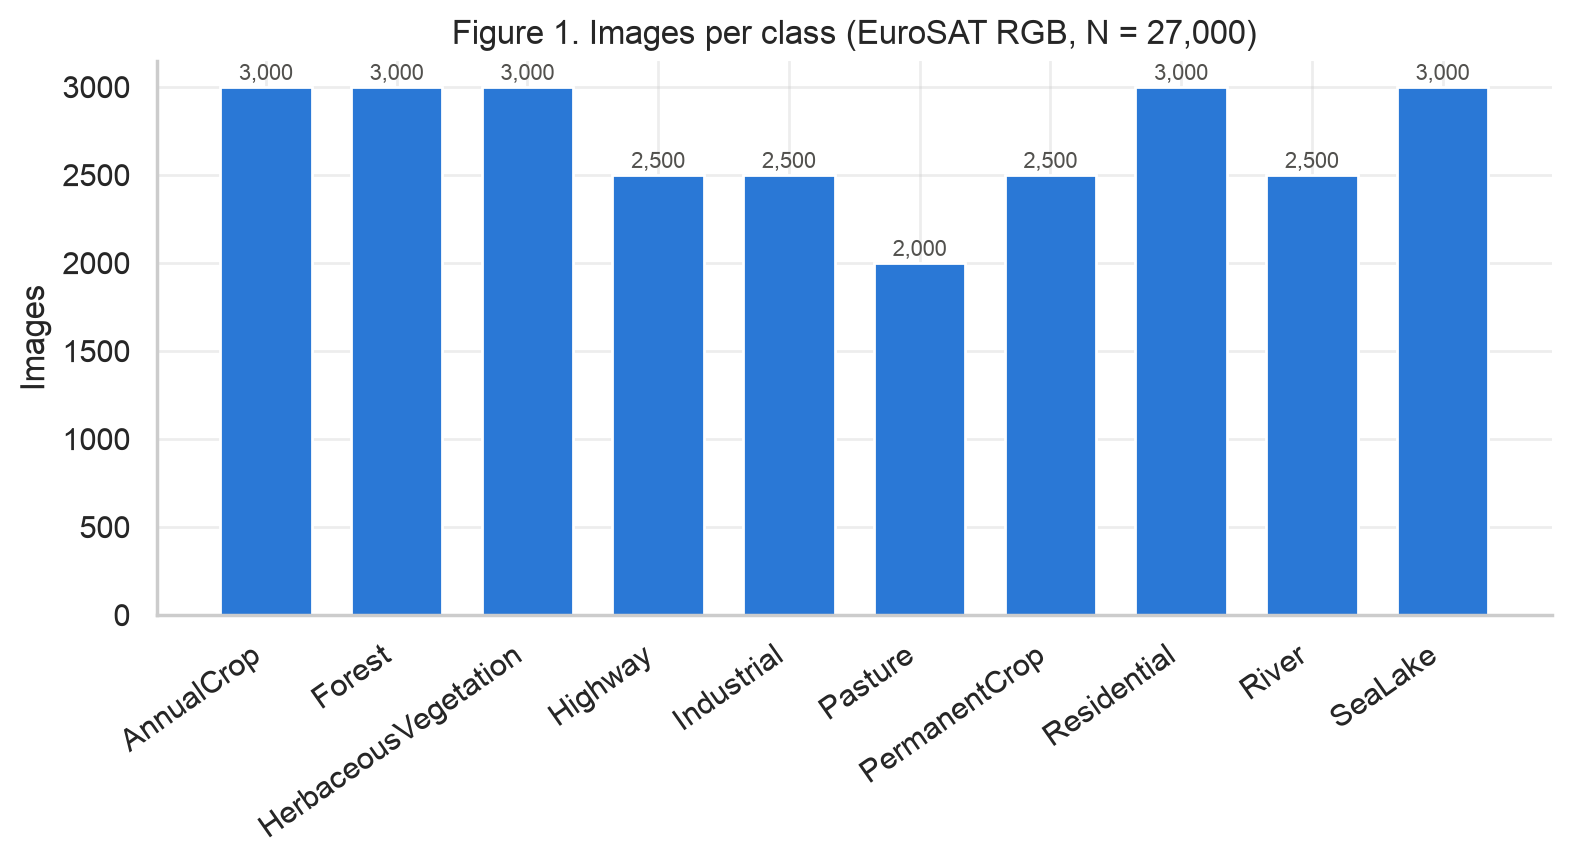 Figure 1. Images per class (EuroSAT RGB, N = 27,000)
3,000 3,000 3,000 2,500 2,500 2,000 2,500 3,000 2,500 3,000
Images
3000
2500
2000
1500
1000
500
0
AnnualCrop
Forest
HerbaceousVegetation
Highway
Industrial
Pasture
PermanentCrop
Residential
River
SeaLake